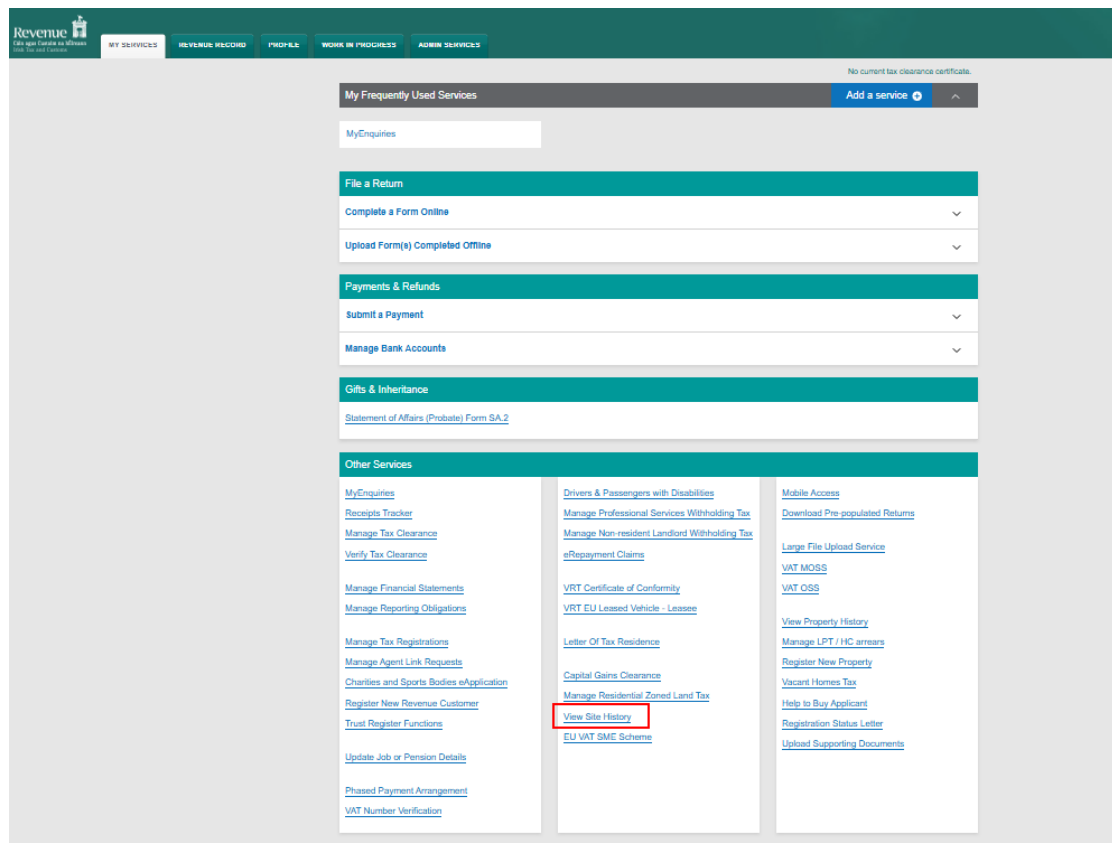 Revenue
Cáin agus Custaim na hÉireann
Irish Tax and Customs
MY SERVICES
REVENUE RECORD
PROFILE
WORK IN PROGRESS
ADMIN SERVICES
No current tax clearance certificate.
My Frequently Used Services
Add a service
MyEnquiries
File a Return
Complete a Form Online
Upload Form(s) Completed Offline
Payments & Refunds
Submit a Payment
Manage Bank Accounts
Gifts & Inheritance
Statement of Affairs (Probate) Form SA.2
Other Services
MyEnquiries
Receipts Tracker
Manage Tax Clearance
Verify Tax Clearance
Manage Financial Statements
Manage Reporting Obligations
Manage Tax Registrations
Manage Agent Link Requests
Charities and Sports Bodies eApplication
Register New Revenue Customer
Trust Register Functions
Update Job or Pension Details
Phased Payment Arrangement
VAT Number Verification
Drivers & Passengers with Disabilities
Manage Professional Services Withholding Tax
Manage Non-resident Landlord Withholding Tax
eRepayment Claims
VRT Certificate of Conformity
VRT EU Leased Vehicle - Leasee
Letter Of Tax Residence
Capital Gains Clearance
Manage Residential Zoned Land Tax
View Site History
EU VAT SME Scheme
Mobile Access
Download Pre-populated Returns
Large File Upload Service
VAT MOSS
VAT OSS
View Property History
Manage LPT / HC arrears
Register New Property
Vacant Homes Tax
Help to Buy Applicant
Registration Status Letter
Upload Supporting Documents